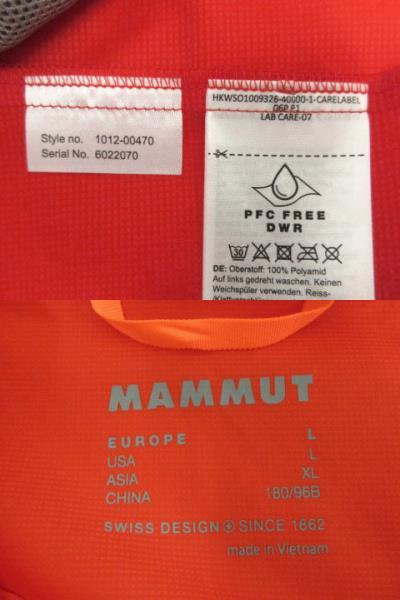 Style no. 1012-00470
Serial No. 6022070
HKWSO1009326-40000-1-CARELABEL
06P P1
LAB CARE-07
PFC FREE
DWR
30
DE: Oberstoff: 100% Polyamid
Auf links gedreht waschen. Keinen
Weichspüler verwenden. Reiss-
MAMMUT
EUROPE L
USA L
ASIA XL
CHINA 180/96B
SWISS DESIGN SINCE 1862
made in Vietnam